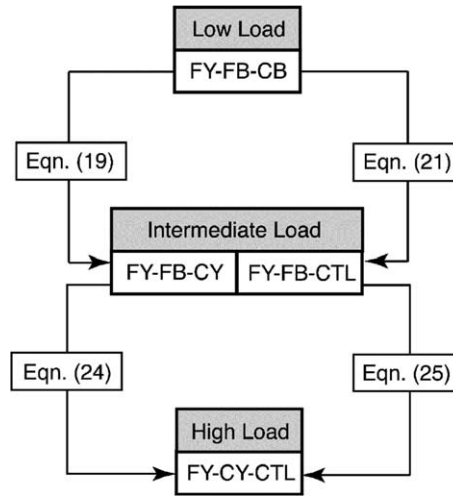 Low Load
FY-FB-CB
Eqn. (19)
Eqn. (21)
Intermediate Load
FY-FB-CY
FY-FB-CTL
Eqn. (24)
Eqn. (25)
High Load
FY-CY-CTL